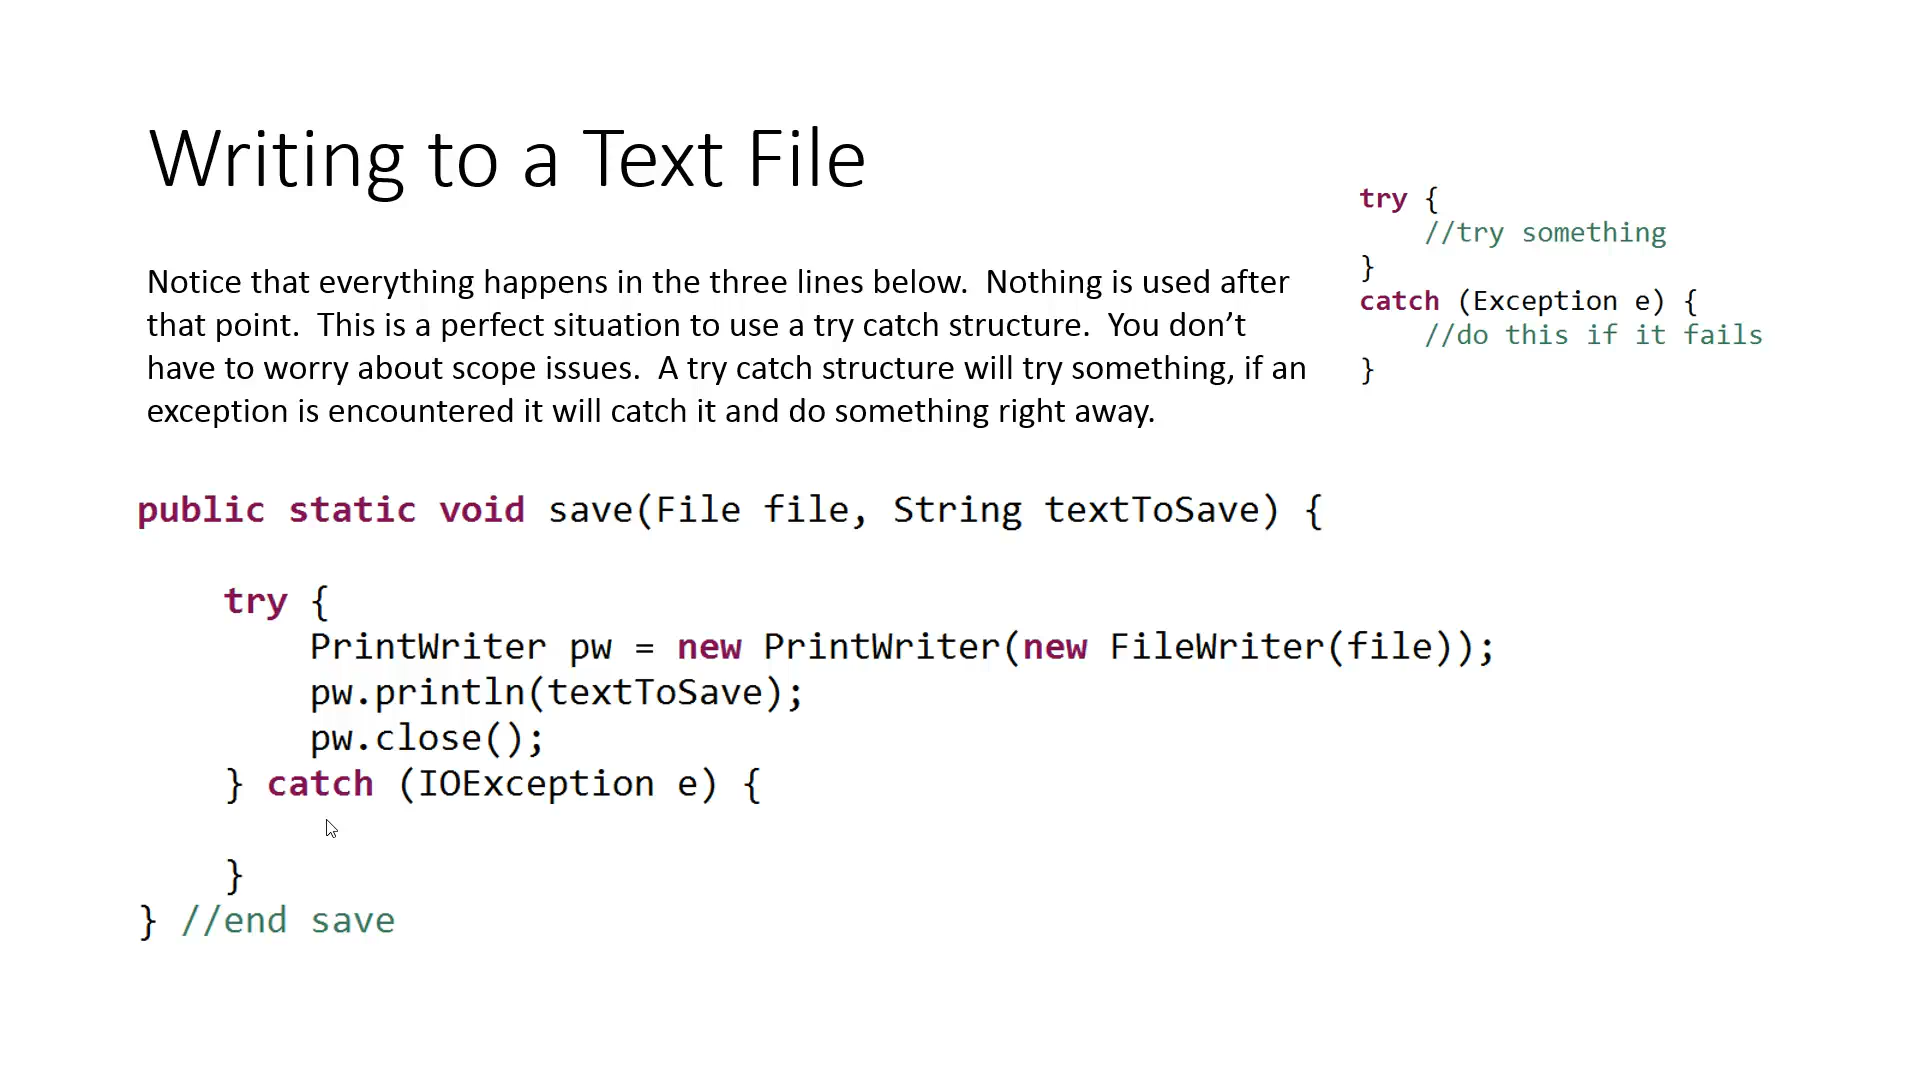 Writing to a Text File
Notice that everything happens in the three lines below.  Nothing is used after
that point.  This is a perfect situation to use a try catch structure.  You don’t
have to worry about scope issues.  A try catch structure will try something, if an
exception is encountered it will catch it and do something right away.
try {
    //try something
}
catch (Exception e) {
    //do this if it fails
}
public static void save(File file, String textToSave) {
    try {
        PrintWriter pw = new PrintWriter(new FileWriter(file));
        pw.println(textToSave);
        pw.close();
    } catch (IOException e) {
    }
} //end save